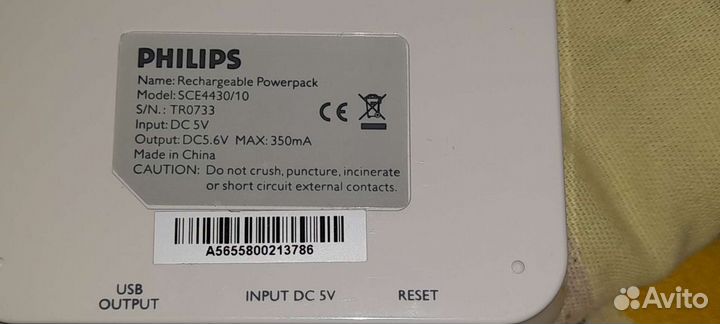 PHILIPS
Name: Rechargeable Powerpack
Model: SCE4430/10
S/N.: TR0733
Input: DC 5V
Output: DC5.6V MAX: 350mA
Made in China
CAUTION: Do not crush, puncture, incinerate
or short circuit external contacts.
CE
A5655800213786
USB
OUTPUT
INPUT DC 5V
RESET
Avito